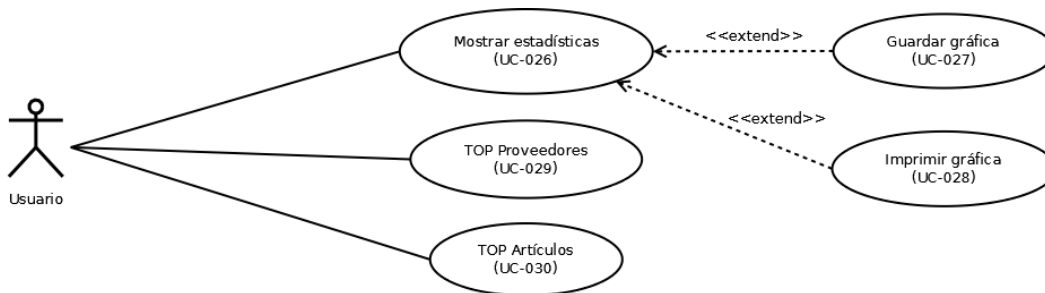 Mostrar estadísticas
(UC-026)
<<extend>>
Guardar gráfica
(UC-027)
<<extend>>
TOP Proveedores
(UC-029)
Imprimir gráfica
(UC-028)
Usuario
TOP Artículos
(UC-030)